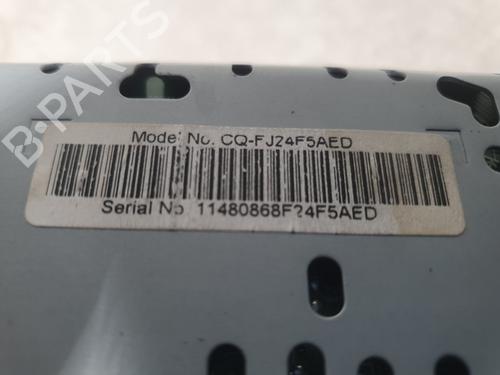 B-PARTS
Model No. CQ-FJ24F5AED
Serial No 11480868F24F5AED